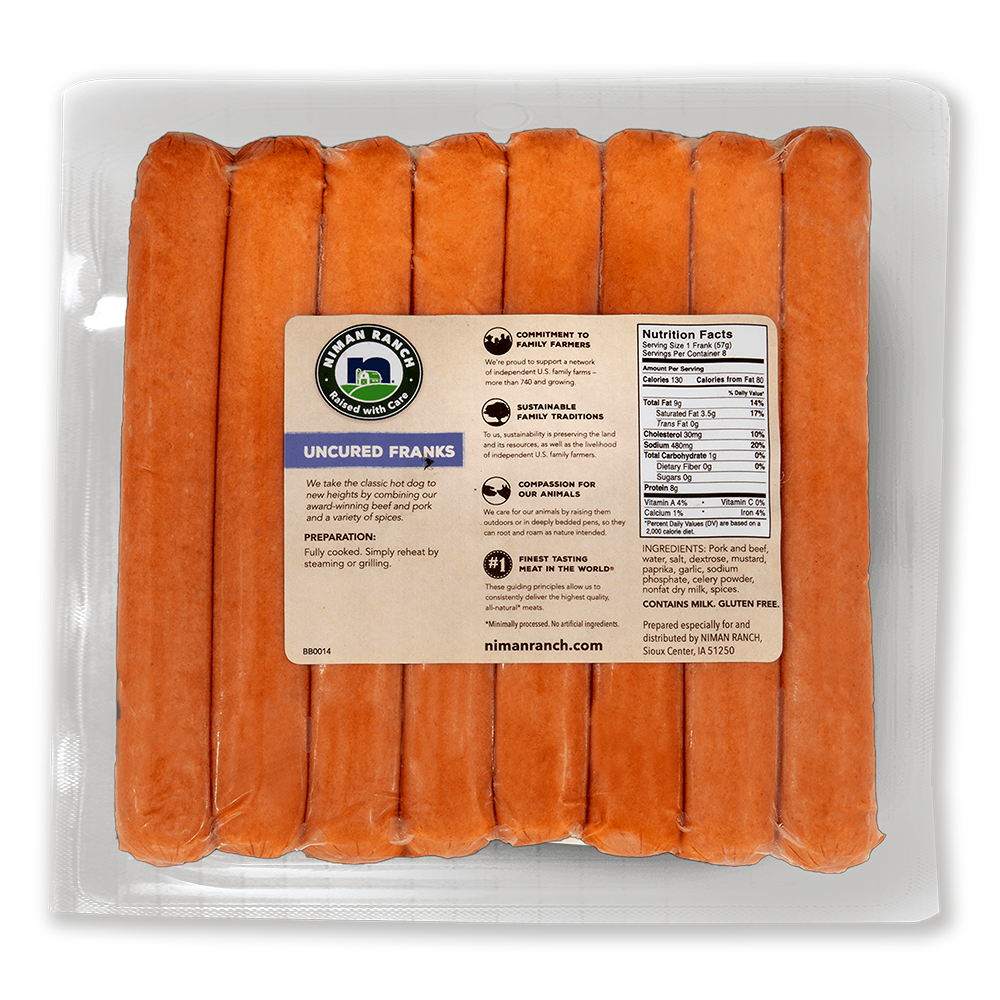 NIMAN RANCH
n
Raised with Care
UNCURED FRANKS
We take the classic hot dog to
new heights by combining our
award-winning beef and pork
and a variety of spices.
PREPARATION:
Fully cooked. Simply reheat by
steaming or grilling.
BB0014
COMMITMENT TO
FAMILY FARMERS
We're proud to support a network
of independent U.S. family farms –
more than 740 and growing.
SUSTAINABLE
FAMILY TRADITIONS
To us, sustainability is preserving the land
and its resources, as well as the livelihood
of independent U.S. family farmers.
COMPASSION FOR
OUR ANIMALS
We care for our animals by raising them
outdoors or in deeply bedded pens, so they
can root and roam as nature intended.
#1
FINEST TASTING
MEAT IN THE WORLD®
These guiding principles allow us to
consistently deliver the highest quality,
all-natural* meats.
*Minimally processed. No artificial ingredients.
nimanranch.com
Nutrition Facts
Serving Size 1 Frank (57g)
Servings Per Container 8
Amount Per Serving
Calories 130 Calories from Fat 80
% Daily Value*
Total Fat 9g 14%
Saturated Fat 3.5g 17%
Trans Fat 0g
Cholesterol 30mg 10%
Sodium 480mg 20%
Total Carbohydrate 1g 0%
Dietary Fiber 0g 0%
Sugars 0g
Protein 8g
Vitamin A 4% • Vitamin C 0%
Calcium 1% • Iron 4%
*Percent Daily Values (DV) are based on a
2,000 calorie diet.
INGREDIENTS: Pork and beef,
water, salt, dextrose, mustard,
paprika, garlic, sodium
phosphate, celery powder,
nonfat dry milk, spices.
CONTAINS MILK. GLUTEN FREE.
Prepared especially for and
distributed by NIMAN RANCH,
Sioux Center, IA 51250